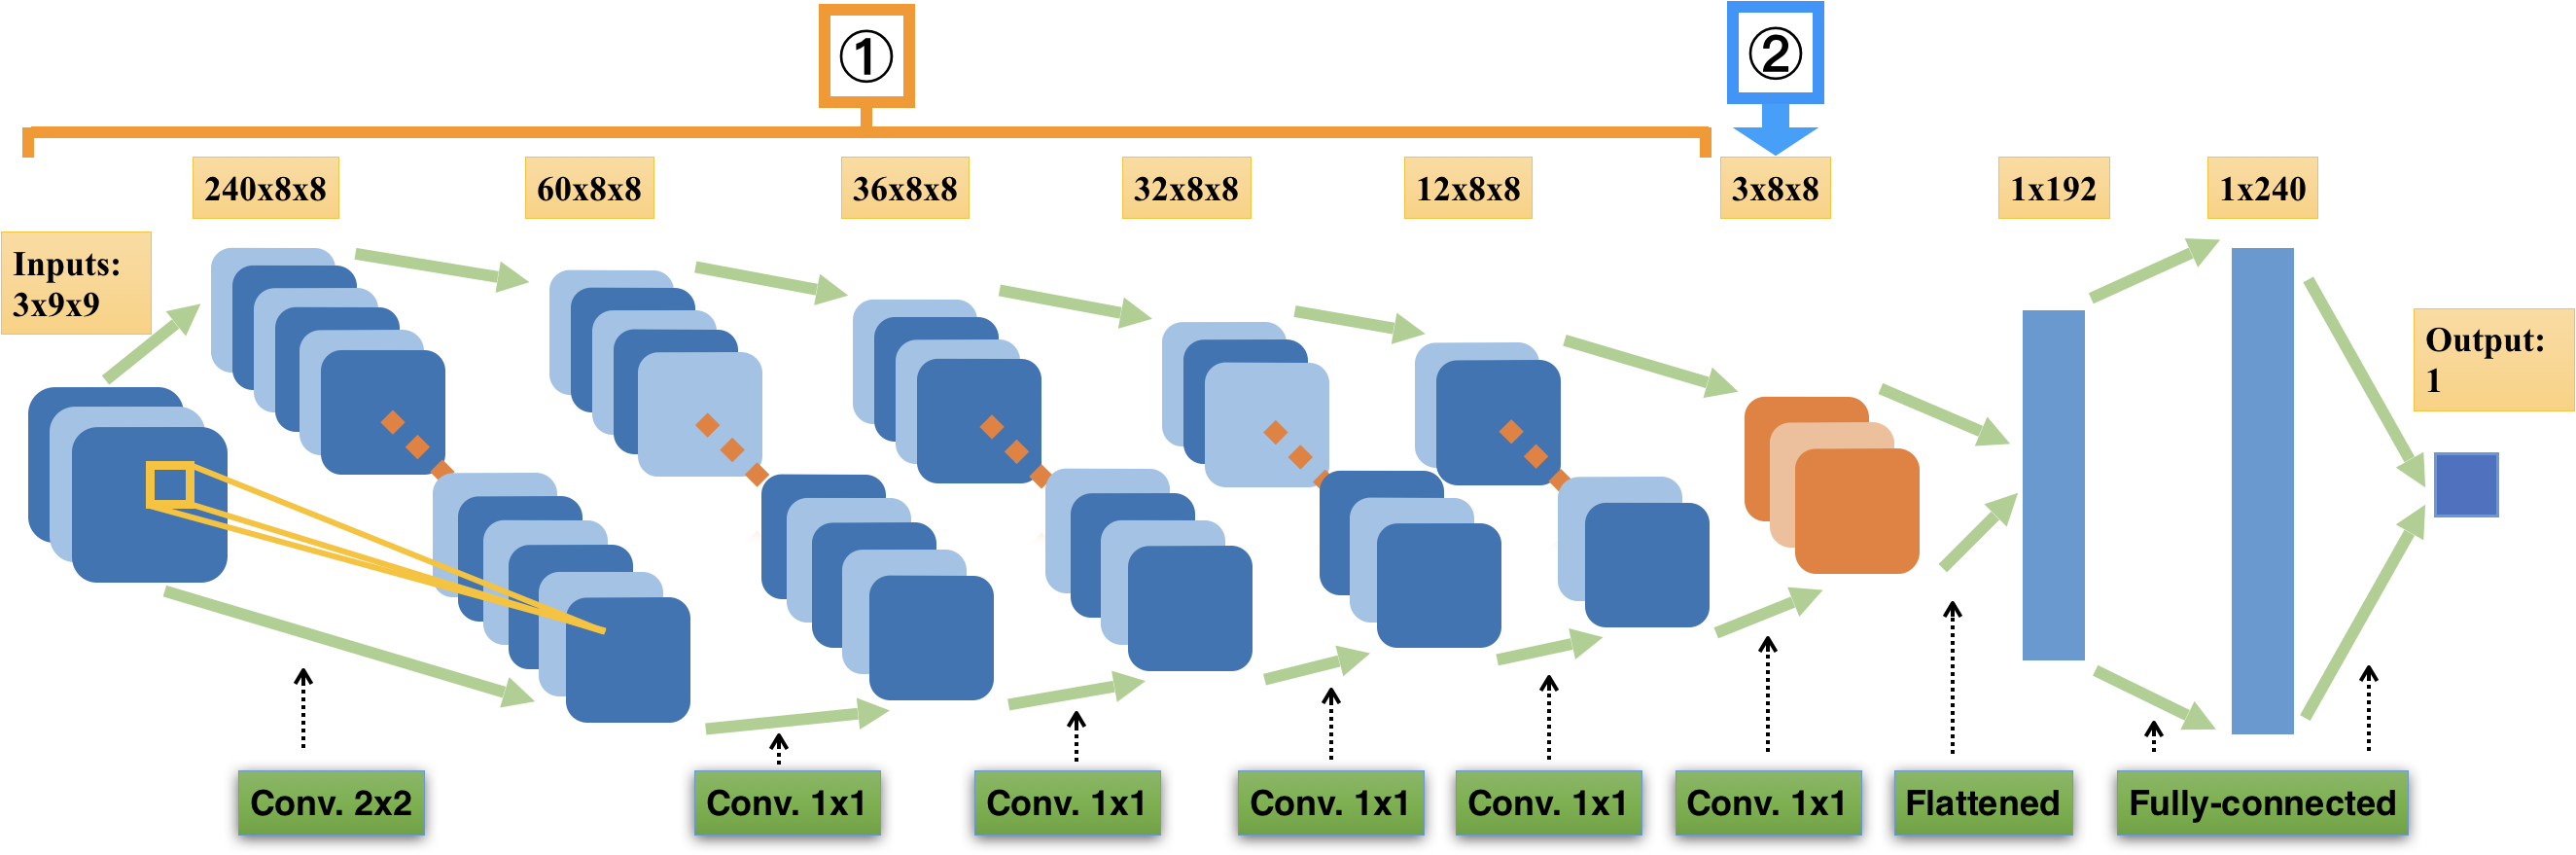 ①
②
240x8x8
60x8x8
36x8x8
32x8x8
12x8x8
3x8x8
1x192
1x240
Inputs:
3x9x9
Output:
1
Conv. 2x2
Conv. 1x1
Conv. 1x1
Conv. 1x1
Conv. 1x1
Conv. 1x1
Flattened
Fully-connected